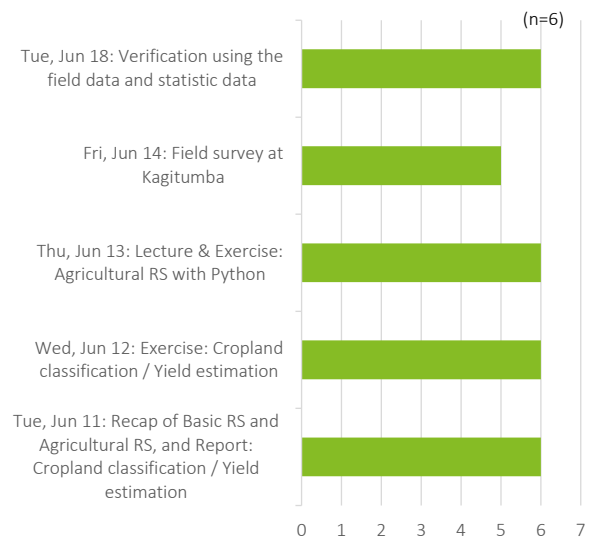 (n=6)
Tue, Jun 18: Verification using the
field data and statistic data
Fri, Jun 14: Field survey at
Kagitumba
Thu, Jun 13: Lecture & Exercise:
Agricultural RS with Python
Wed, Jun 12: Exercise: Cropland
classification / Yield estimation
Tue, Jun 11: Recap of Basic RS and
Agricultural RS, and Report:
Cropland classification / Yield
estimation
0 1 2 3 4 5 6 7